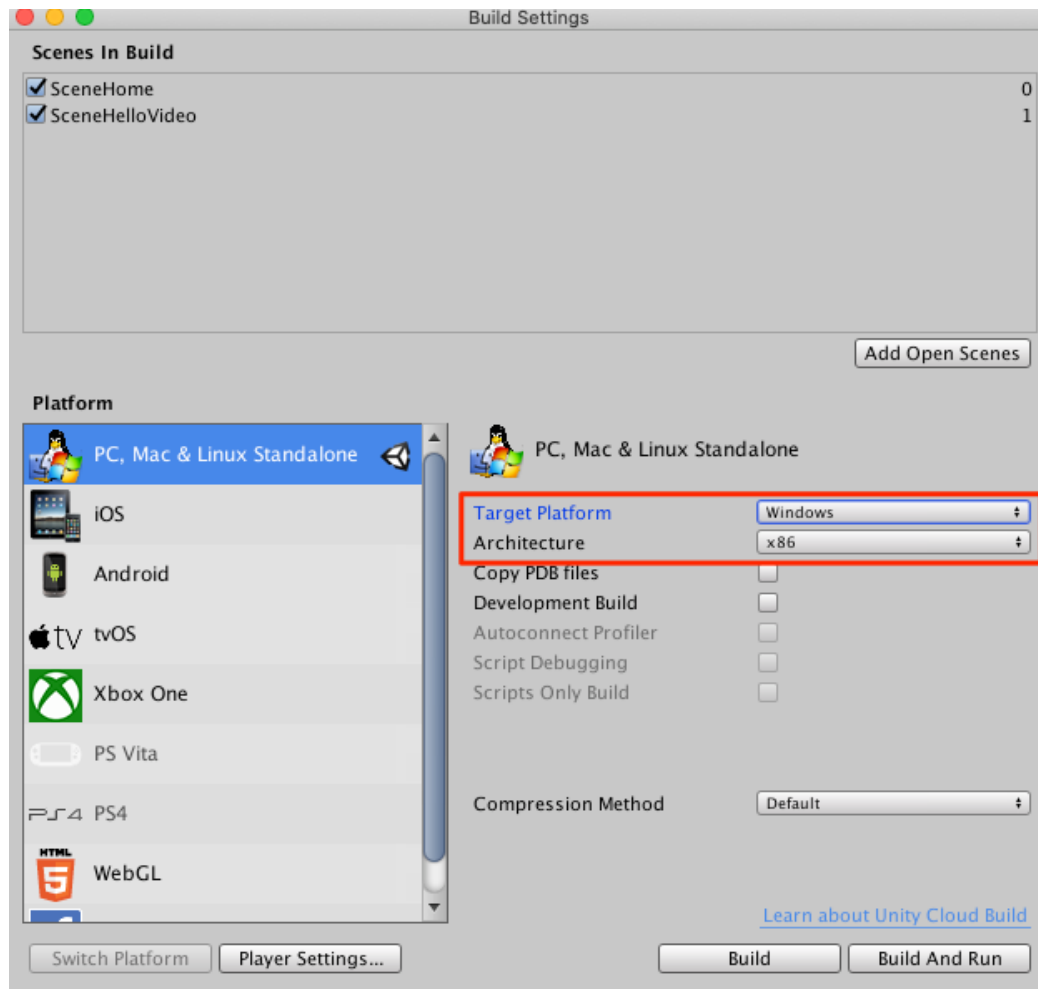 Build Settings
Scenes In Build
SceneHome 0
SceneHelloVideo 1
Add Open Scenes
Platform
PC, Mac & Linux Standalone
iOS
Android
tv tvOS
Xbox One
PS Vita
PS4 PS4
HTML
5 WebGL
PC, Mac & Linux Standalone
Target Platform Windows
Architecture x86
Copy PDB files
Development Build
Autoconnect Profiler
Script Debugging
Scripts Only Build
Compression Method Default
Learn about Unity Cloud Build
Switch Platform Player Settings... Build Build And Run